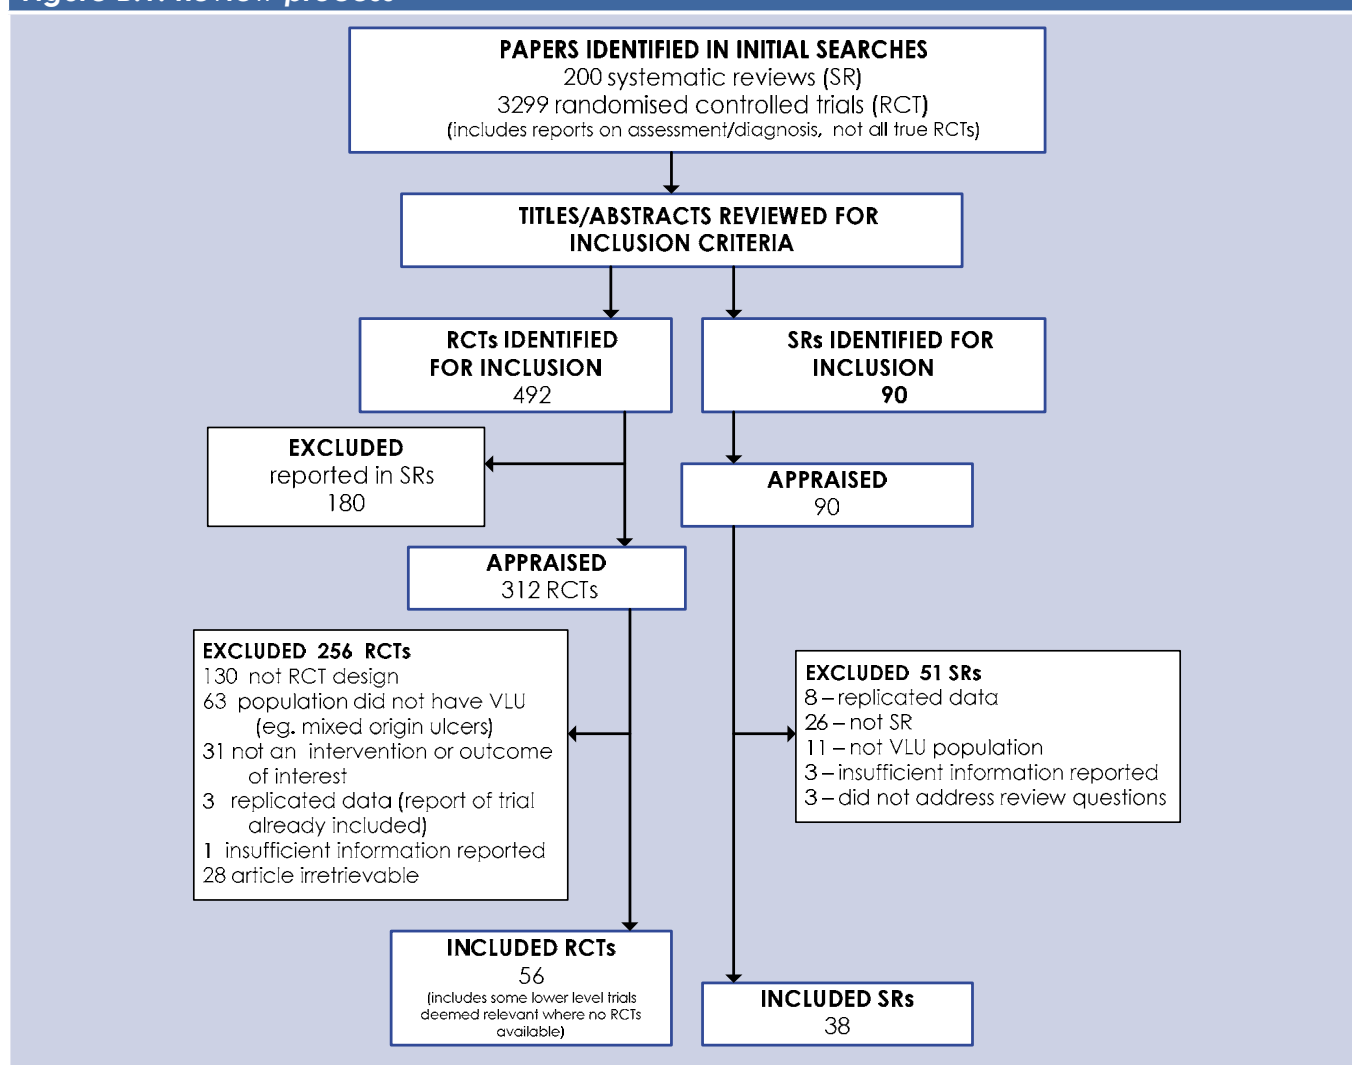 PAPERS IDENTIFIED IN INITIAL SEARCHES
200 systematic reviews (SR)
3299 randomised controlled trials (RCT)
(includes reports on assessment/diagnosis, not all true RCTs)
TITLES/ABSTRACTS REVIEWED FOR
INCLUSION CRITERIA
RCTs IDENTIFIED
FOR INCLUSION
492
SRs IDENTIFIED FOR
INCLUSION
90
EXCLUDED
reported in SRs
180
APPRAISED
90
APPRAISED
312 RCTs
EXCLUDED 256 RCTs
130 not RCT design
63 population did not have VLU
(eg. mixed origin ulcers)
31 not an intervention or outcome
of interest
3 replicated data (report of trial
already included)
1 insufficient information reported
28 article irretrievable
EXCLUDED 51 SRs
8 – replicated data
26 – not SR
11 – not VLU population
3 – insufficient information reported
3 – did not address review questions
INCLUDED RCTs
56
(includes some lower level trials
deemed relevant where no RCTs
available)
INCLUDED SRs
38